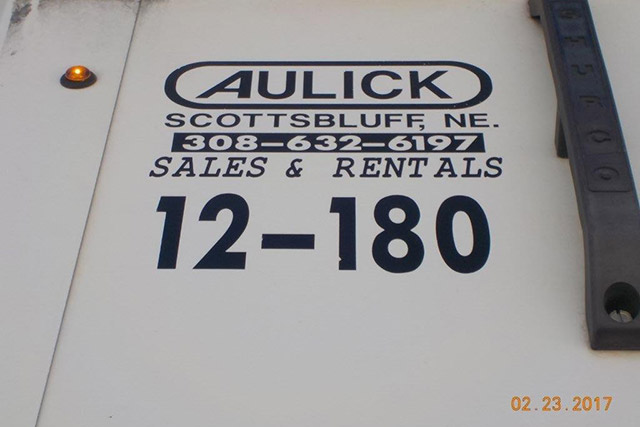 AULICK
SCOTTSBLUFF, NE.
308-632-6197
SALES & RENTALS
12-180
02.23.2017